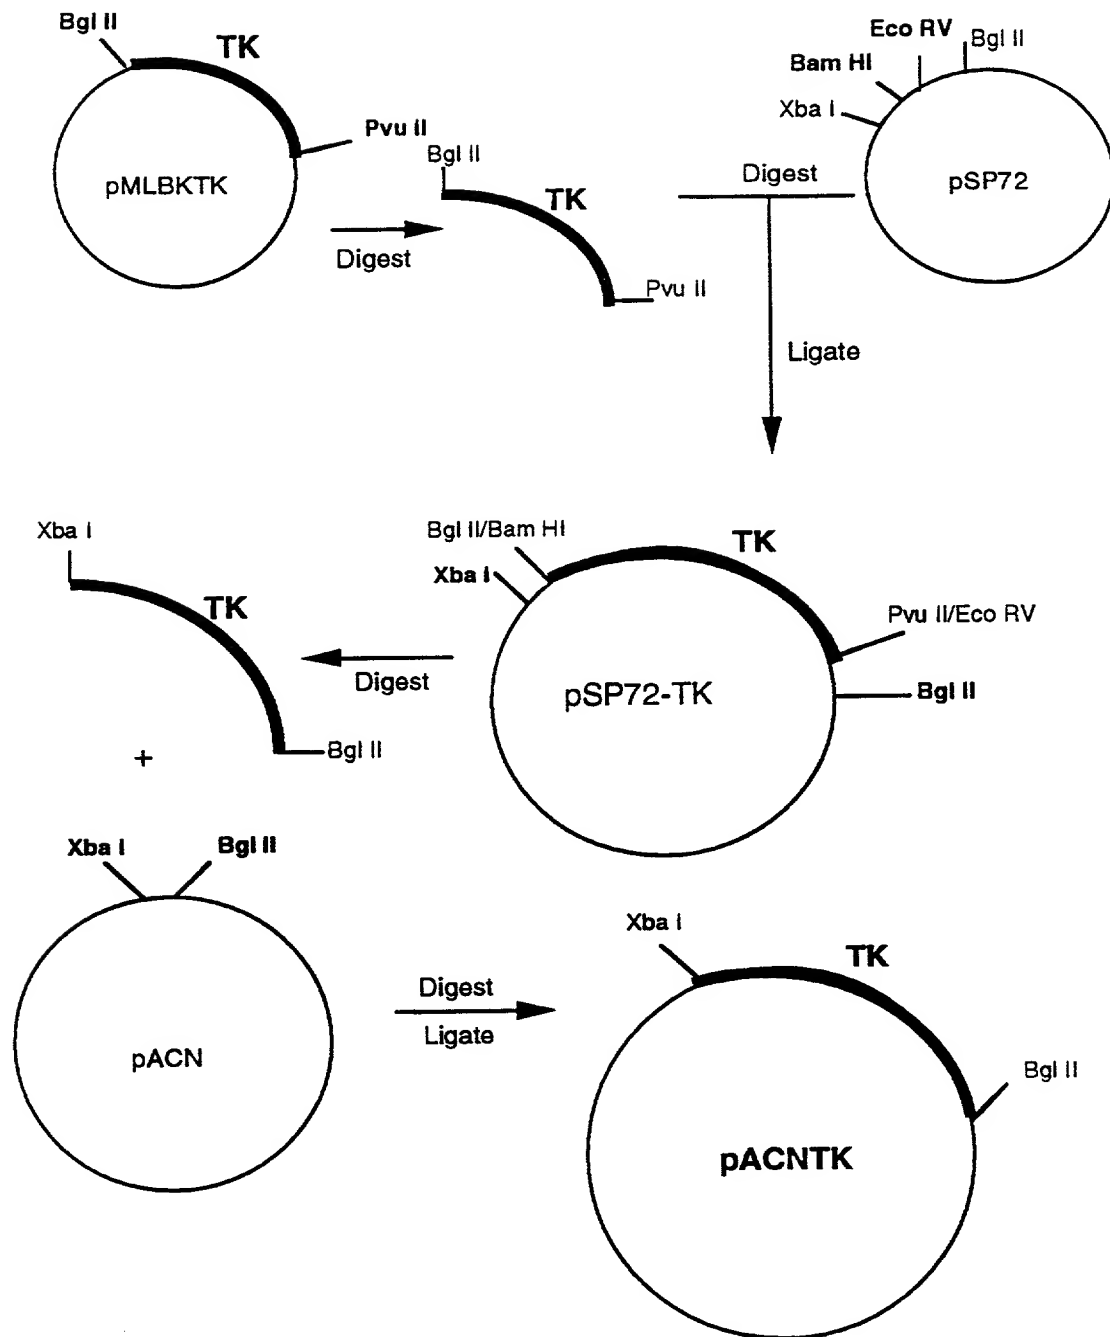 Bgl II
TK
Pvu II
pMLBKTK
Digest
Bgl II
TK
Pvu II
Eco RV
Bgl II
Bam HI
Xba I
Digest
pSP72
Ligate
Bgl II/Bam HI
TK
Xba I
Pvu II/Eco RV
pSP72-TK
Bgl II
Digest
Xba I
TK
Bgl II
+
Xba I
Bgl II
pACN
Digest
Ligate
Xba I
TK
Bgl II
pACNTK